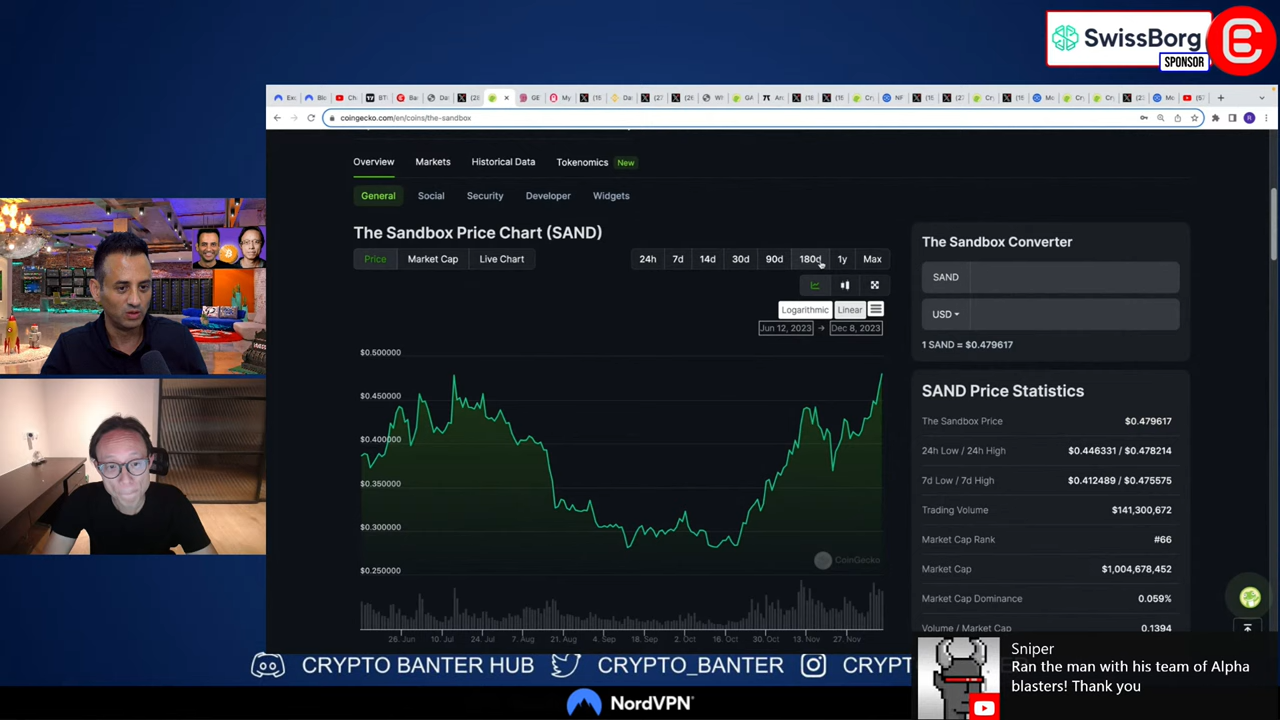 SwissBorg
SPONSOR
coingecko.com/en/coins/the-sandbox
Overview Markets Historical Data Tokenomics New
General Social Security Developer Widgets
The Sandbox Price Chart (SAND)
Price Market Cap Live Chart
24h 7d 14d 30d 90d 180d 1y Max
Logarithmic Linear
Jun 12, 2023 → Dec 8, 2023
$0.500000
$0.450000
$0.400000
$0.350000
$0.300000
$0.250000
CoinGecko
26. Jun 10. Jul 24. Jul 7. Aug 21. Aug 4. Sep 18. Sep 2. Oct 16. Oct 30. Oct 13. Nov 27. Nov
The Sandbox Converter
SAND
USD
1 SAND = $0.479617
SAND Price Statistics
The Sandbox Price $0.479617
24h Low / 24h High $0.446331 / $0.478214
7d Low / 7d High $0.412489 / $0.475575
Trading Volume $141,300,672
Market Cap Rank #66
Market Cap $1,004,678,452
Market Cap Dominance 0.059%
Volume / Market Cap 0.1394
Sniper
Ran the man with his team of Alpha
blasters! Thank you
CRYPTO BANTER HUB CRYPTO_BANTER CRYP
NordVPN